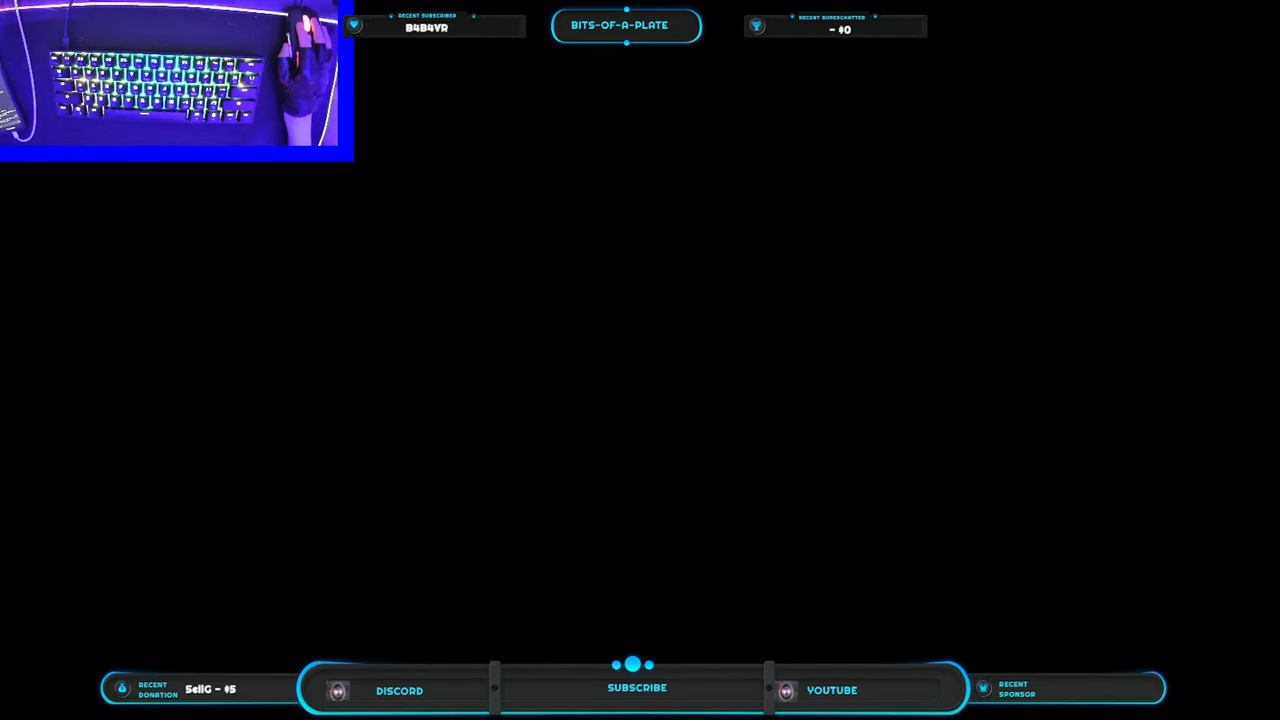 RECENT SUBSCRIBER
B4B4VR
BITS-OF-A-PLATE
RECENT SUPERCHATTER
- $0
RECENT
DONATION
SellG - $5
DISCORD
SUBSCRIBE
YOUTUBE
RECENT
SPONSOR